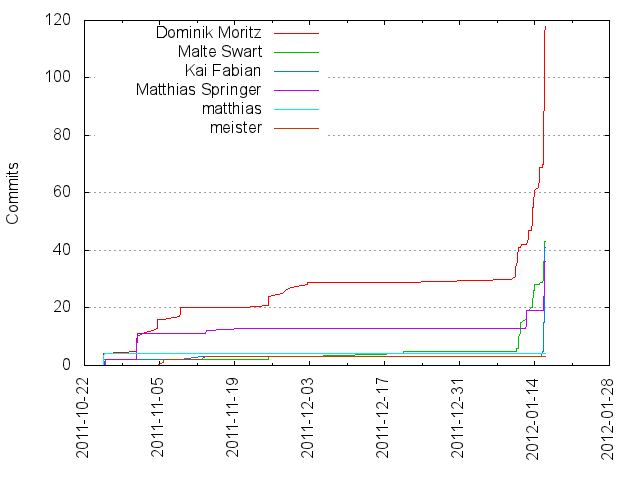 120
100
80
60
40
20
0
Commits
Dominik Moritz
Malte Swart
Kai Fabian
Matthias Springer
matthias
meister
2011-10-22
2011-11-05
2011-11-19
2011-12-03
2011-12-17
2011-12-31
2012-01-14
2012-01-28